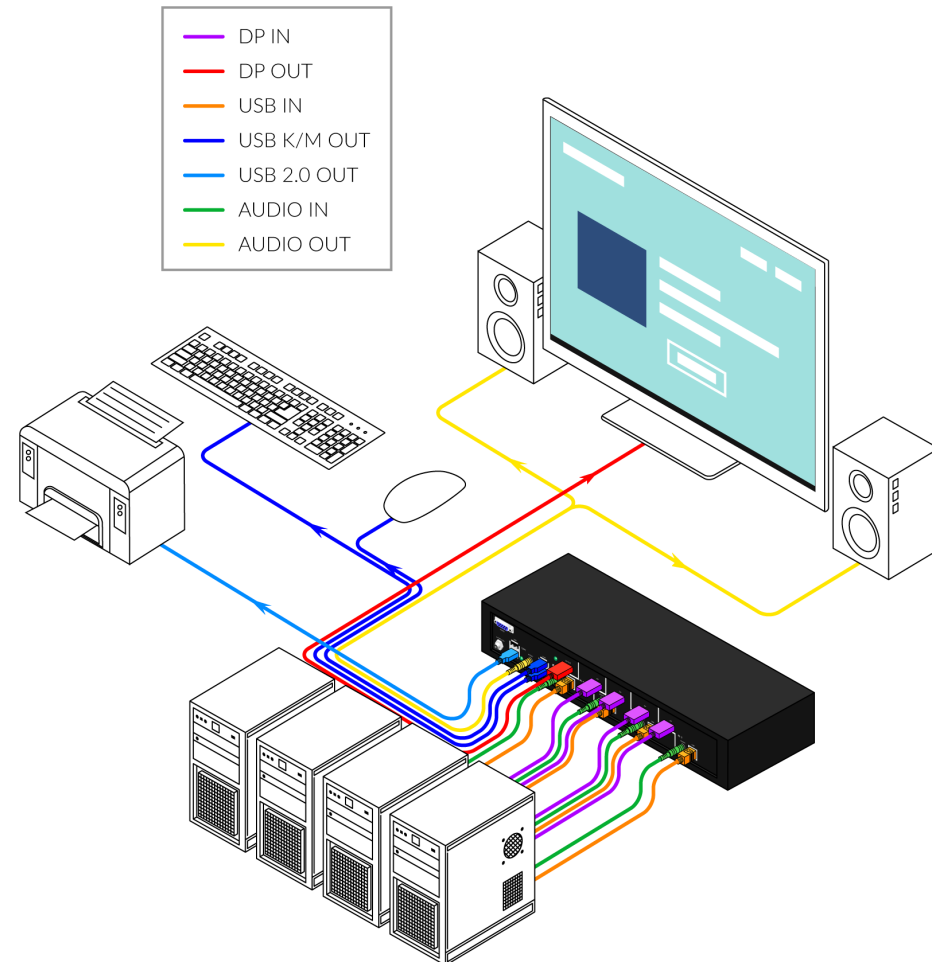 DP IN
DP OUT
USB IN
USB K/M OUT
USB 2.0 OUT
AUDIO IN
AUDIO OUT